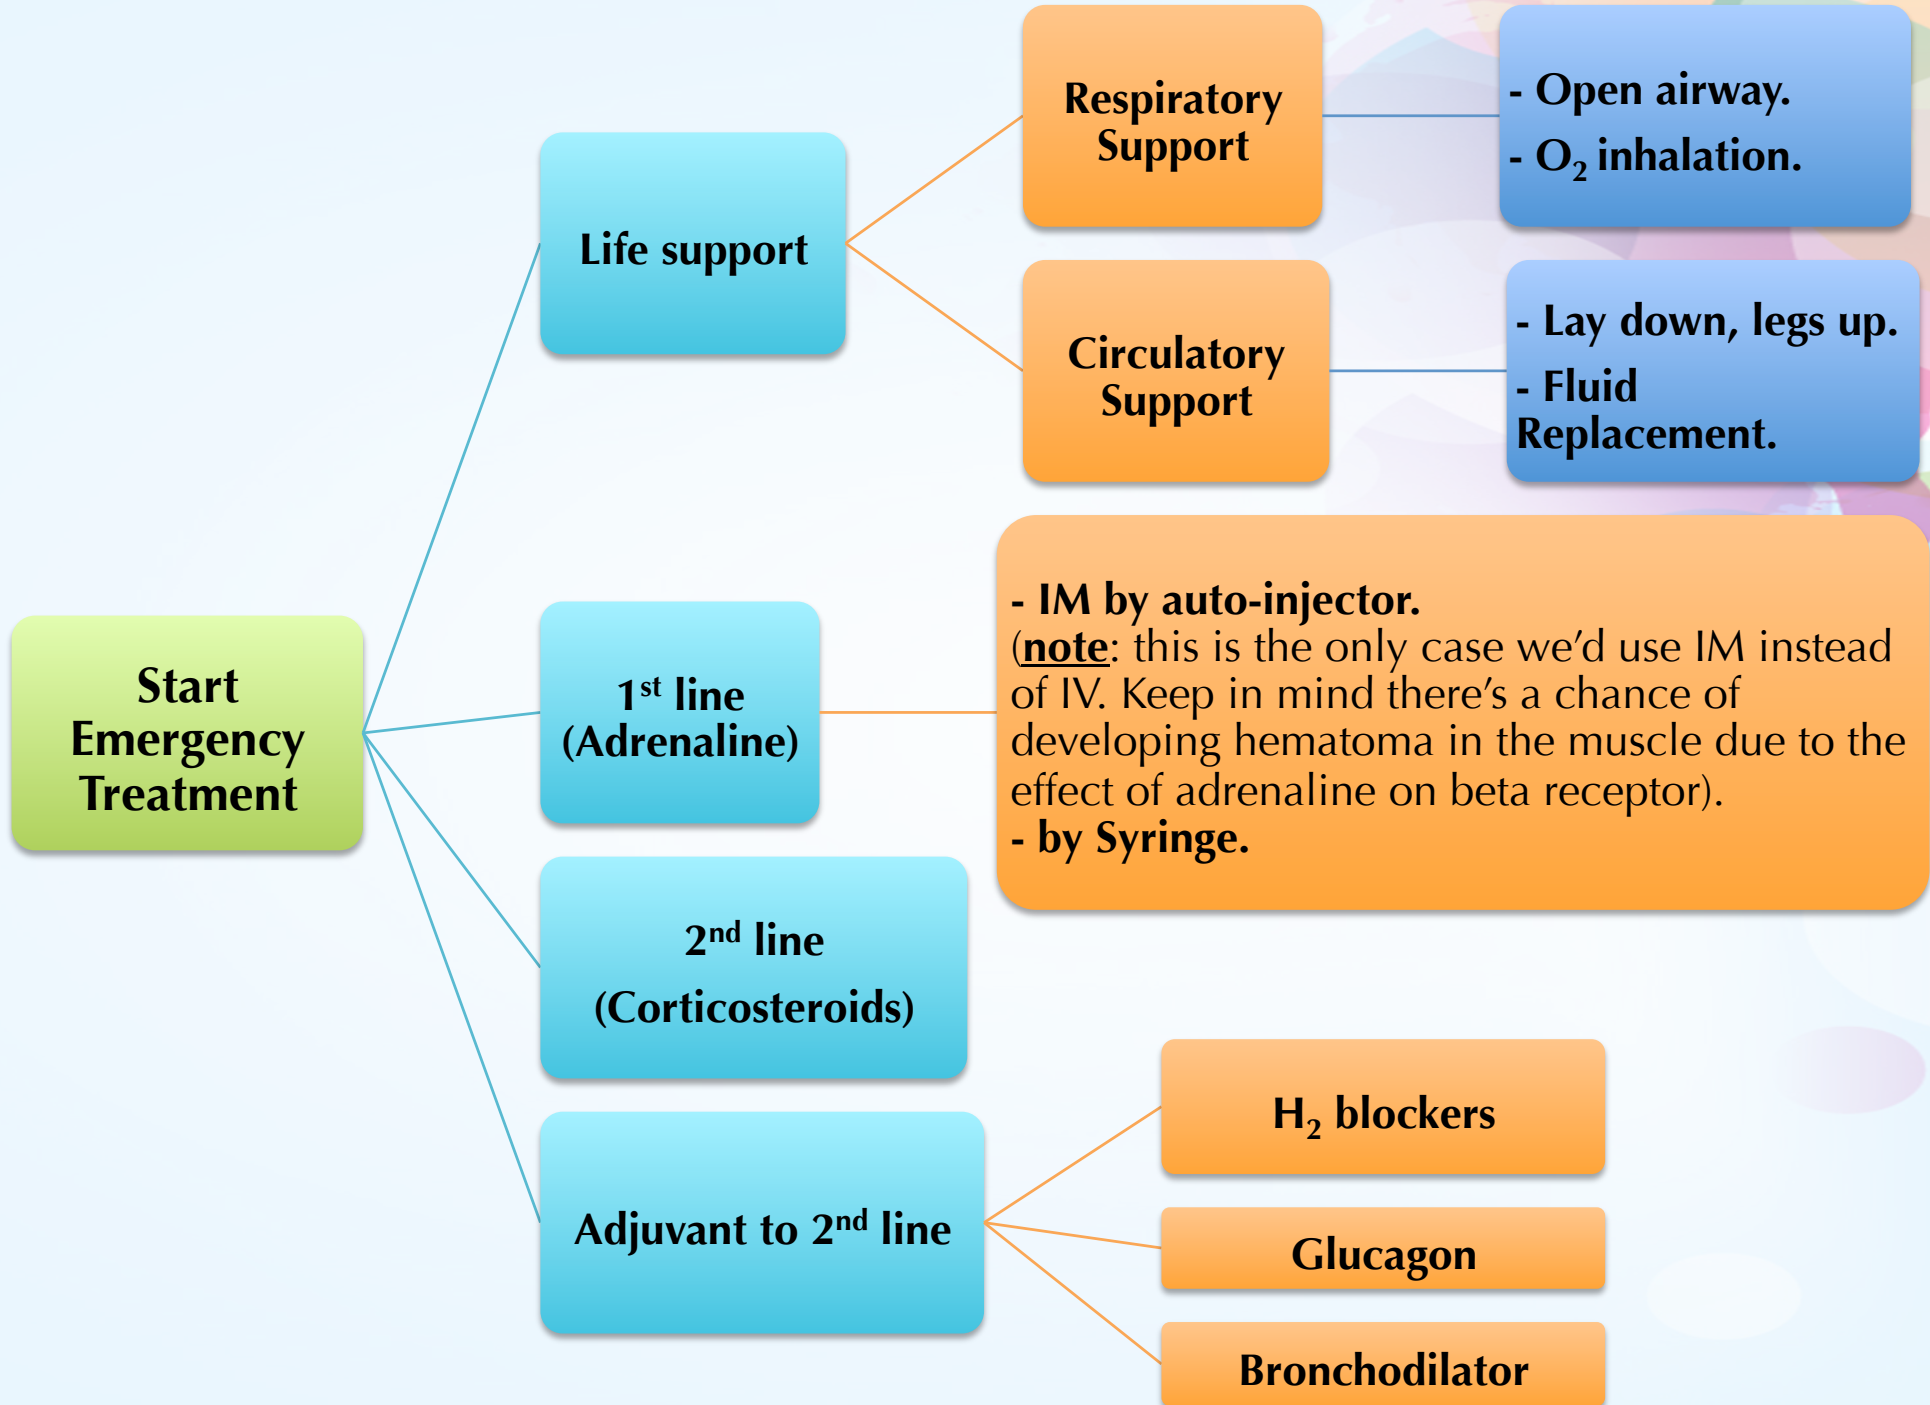 Start
Emergency
Treatment
Life support
Respiratory
Support
- Open airway.
- O₂ inhalation.
Circulatory
Support
- Lay down, legs up.
- Fluid
Replacement.
1st line
(Adrenaline)
- IM by auto-injector.
(note: this is the only case we’d use IM instead
of IV. Keep in mind there’s a chance of
developing hematoma in the muscle due to the
effect of adrenaline on beta receptor).
- by Syringe.
2nd line
(Corticosteroids)
Adjuvant to 2nd line
H₂ blockers
Glucagon
Bronchodilator